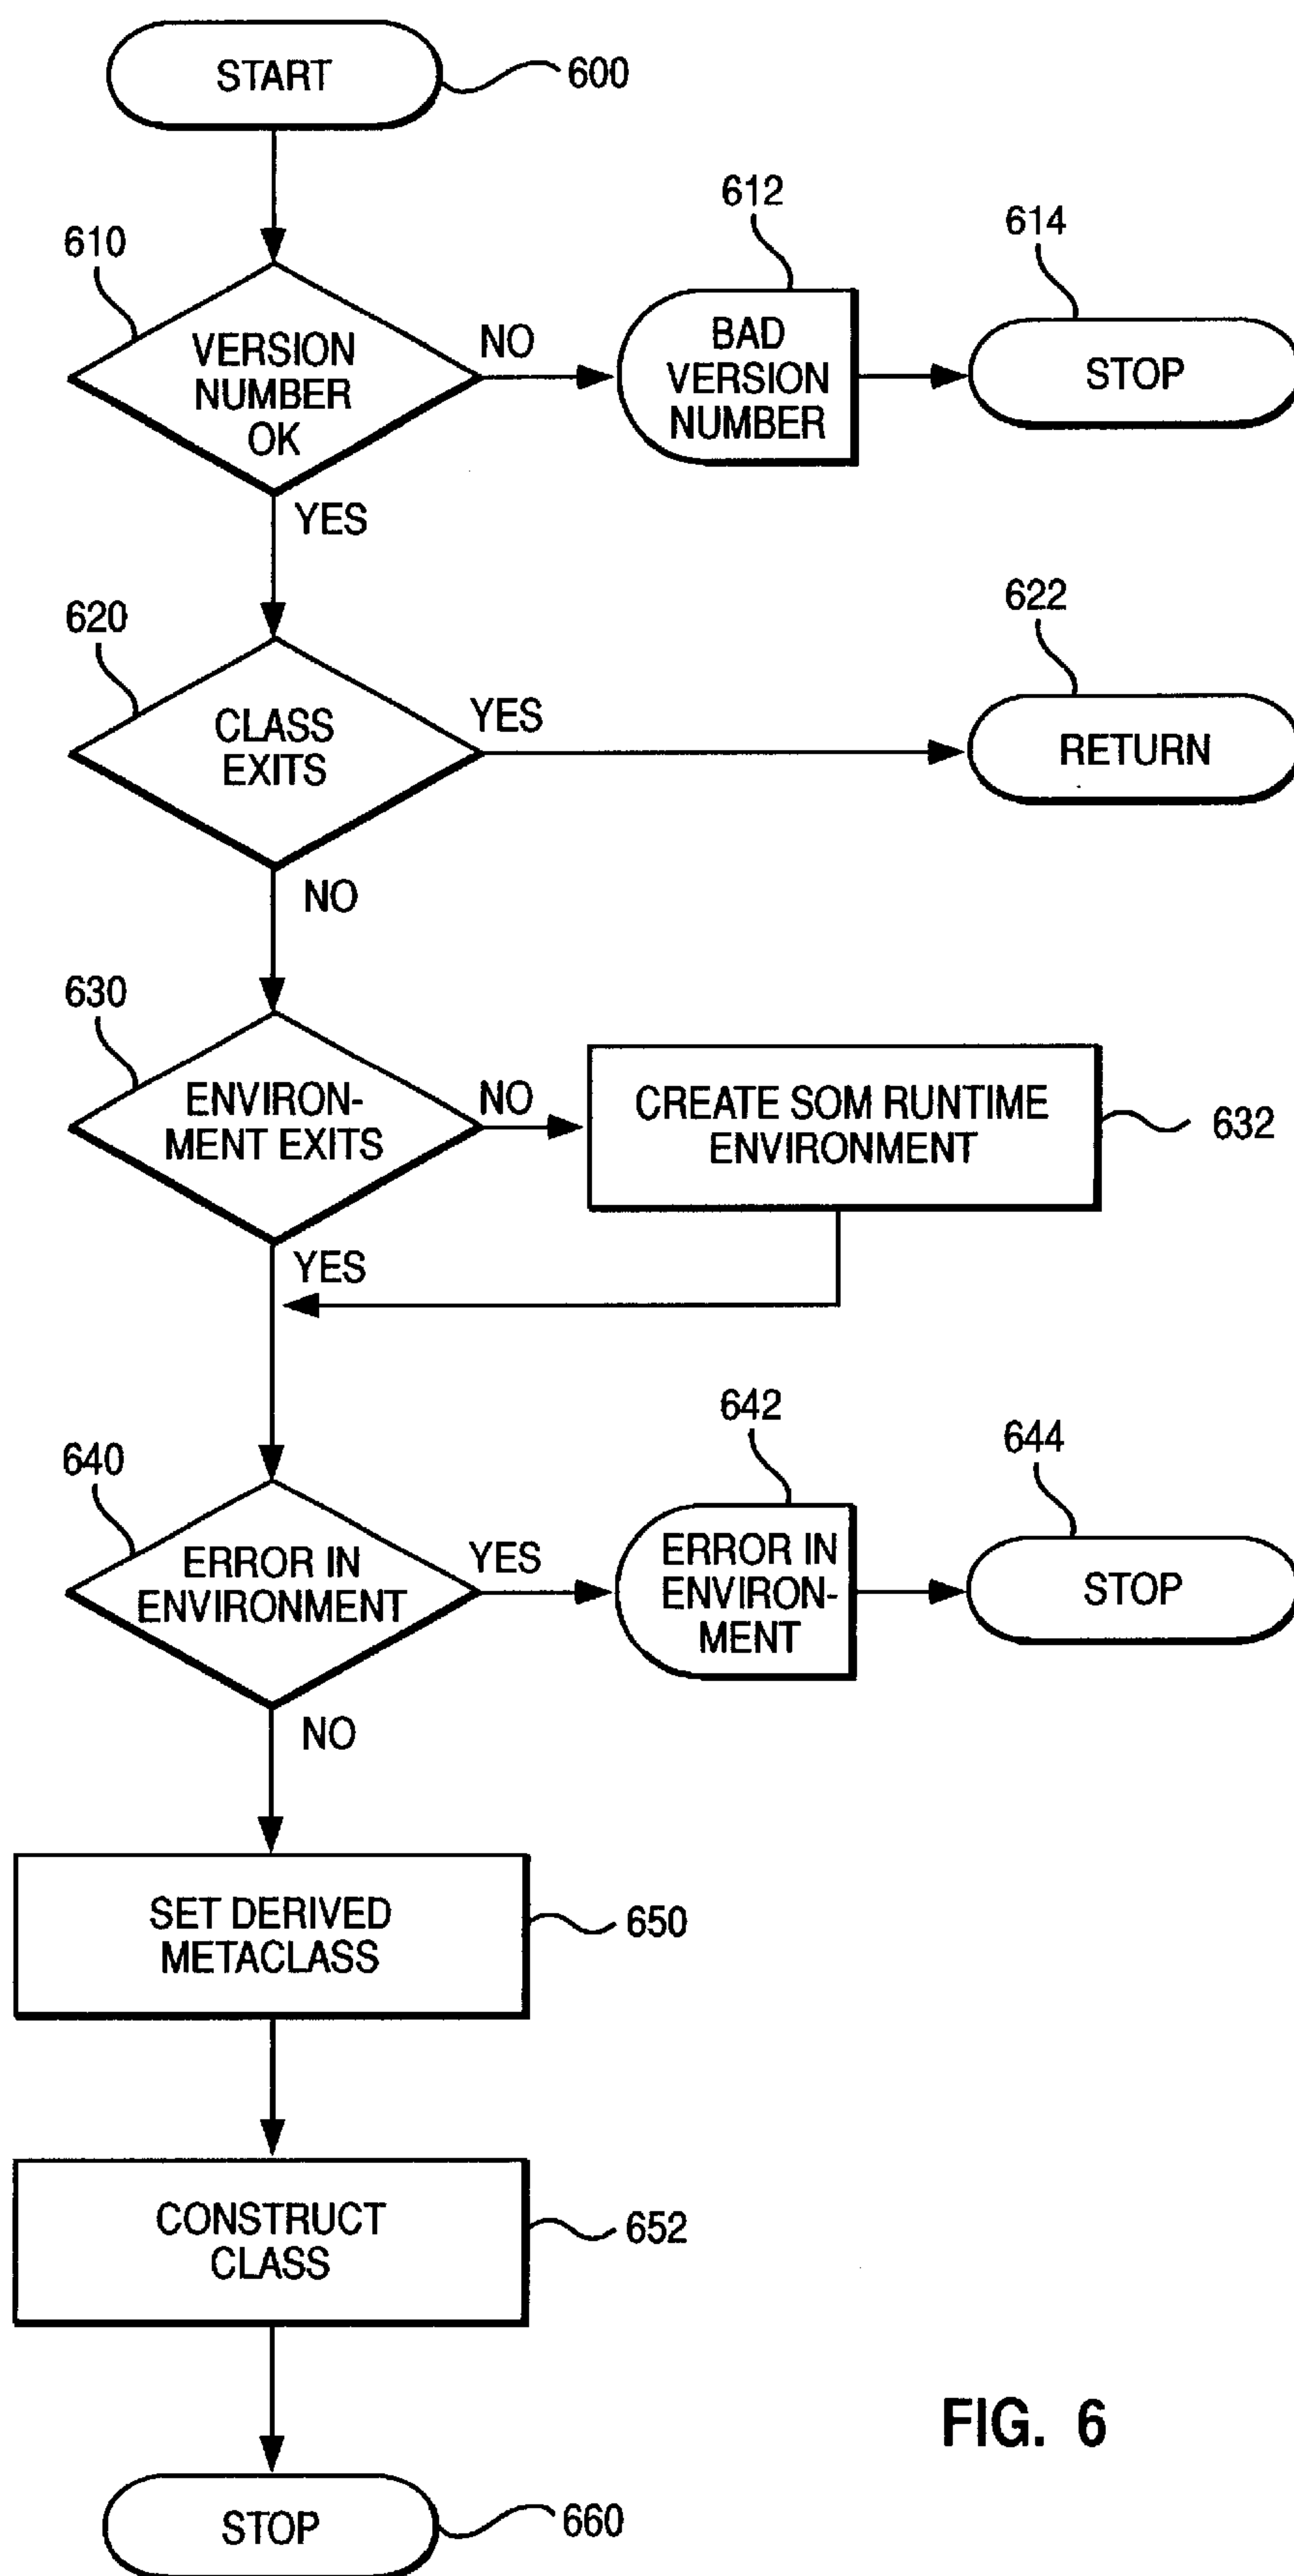 START
600
610
VERSION
NUMBER
OK
NO
612
BAD
VERSION
NUMBER
614
STOP
YES
620
CLASS
EXITS
YES
622
RETURN
NO
630
ENVIRON-
MENT EXITS
NO
CREATE SOM RUNTIME
ENVIRONMENT
632
YES
640
ERROR IN
ENVIRONMENT
YES
642
ERROR IN
ENVIRON-
MENT
644
STOP
NO
SET DERIVED
METACLASS
650
CONSTRUCT
CLASS
652
STOP
660
FIG. 6